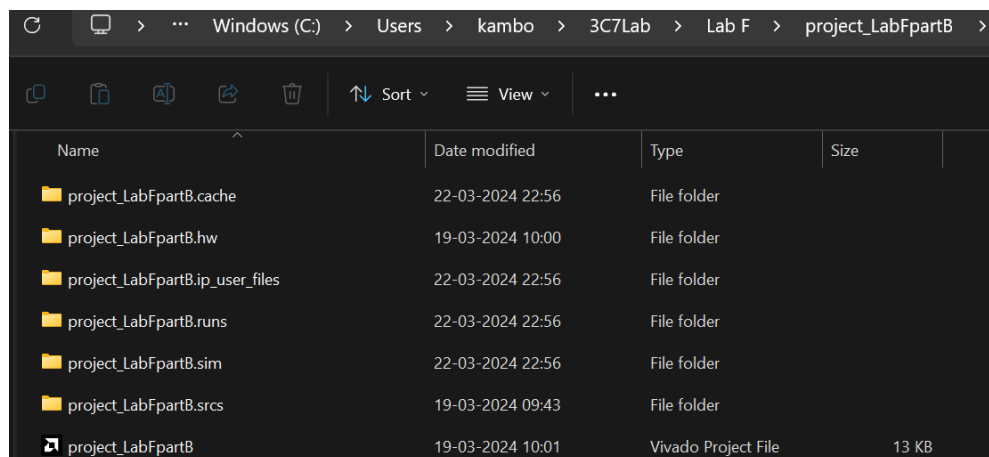 > ... Windows (C:) > Users > kambo > 3C7Lab > Lab F > project_LabFpartB >
Sort View ...
Name Date modified Type Size
project_LabFpartB.cache 22-03-2024 22:56 File folder
project_LabFpartB.hw 19-03-2024 10:00 File folder
project_LabFpartB.ip_user_files 22-03-2024 22:56 File folder
project_LabFpartB.runs 22-03-2024 22:56 File folder
project_LabFpartB.sim 22-03-2024 22:56 File folder
project_LabFpartB.srcs 19-03-2024 09:43 File folder
project_LabFpartB 19-03-2024 10:01 Vivado Project File 13 KB